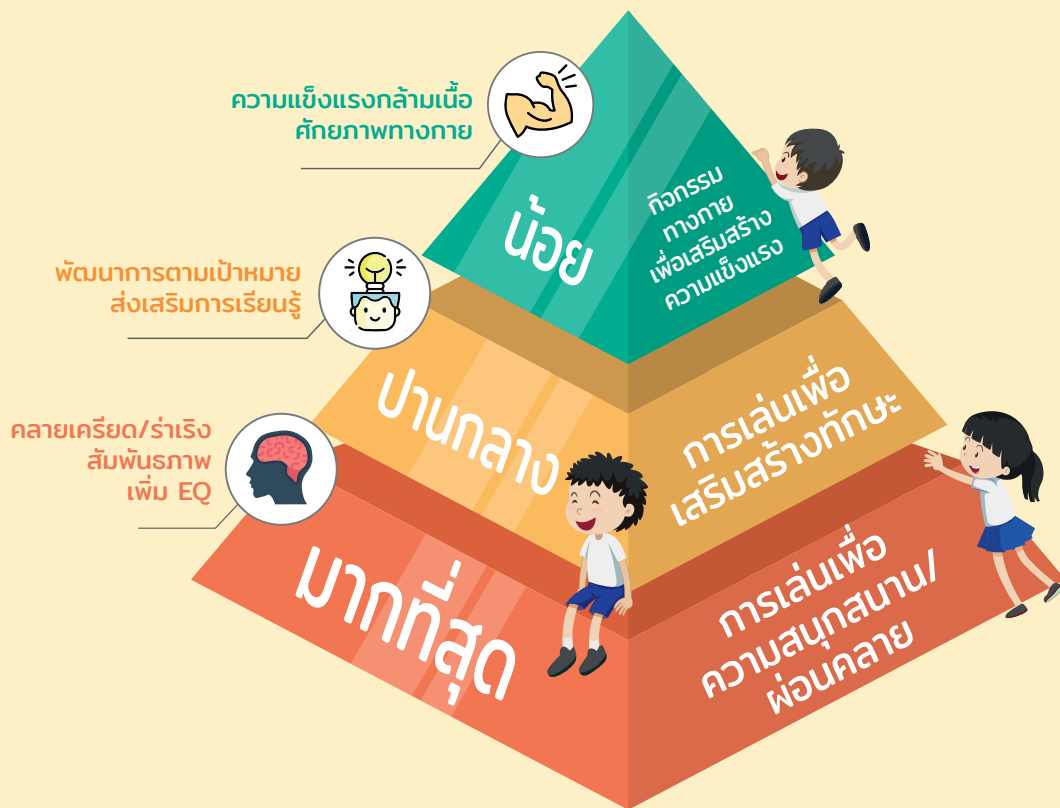 ความแข็งแรงกล้ามเนื้อ
ศักยภาพทางกาย
น้อย
กิจกรรม
ทางกาย
เพื่อเสริมสร้าง
ความแข็งแรง
พัฒนาการตามเป้าหมาย
ส่งเสริมการเรียนรู้
ปานกลาง
การเล่นเพื่อ
เสริมสร้างทักษะ
คลายเครียด/ร่าเริง
สัมพันธภาพ
เพิ่ม EQ
มากที่สุด
การเล่นเพื่อ
ความสนุกสนาน/
ผ่อนคลาย